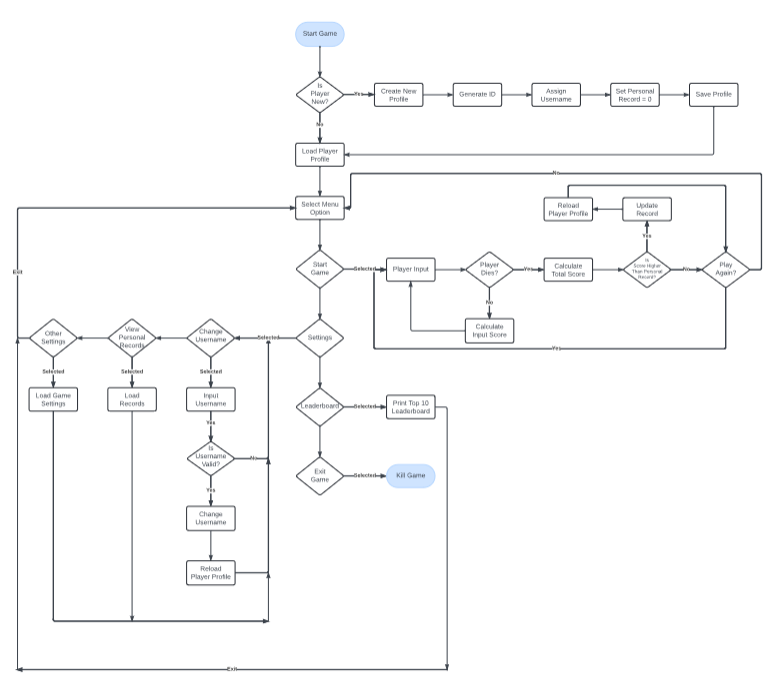 Start Game
Is
Player
New?
Yes
Create New
Profile
Generate ID
Assign
Username
Set Personal
Record = 0
Save Profile
No
Load Player
Profile
No
Select Menu
Option
Reload
Player Profile
Update
Record
Yes
Exit
Start
Game
Selected
Player Input
Player
Dies?
Yes
Calculate
Total Score
Is
Score Higher
Than Personal
Record?
No
Play
Again?
No
Calculate
Input Score
Yes
Other
Settings
View
Personal
Records
Change
Username
Selected
Settings
Selected
Selected
Selected
Load Game
Settings
Load
Records
Input
Username
Leaderboard
Selected
Print Top 10
Leaderboard
Yes
Is
Username
Valid?
No
Exit
Game
Selected
Kill Game
Yes
Change
Username
Reload
Player Profile
Exit